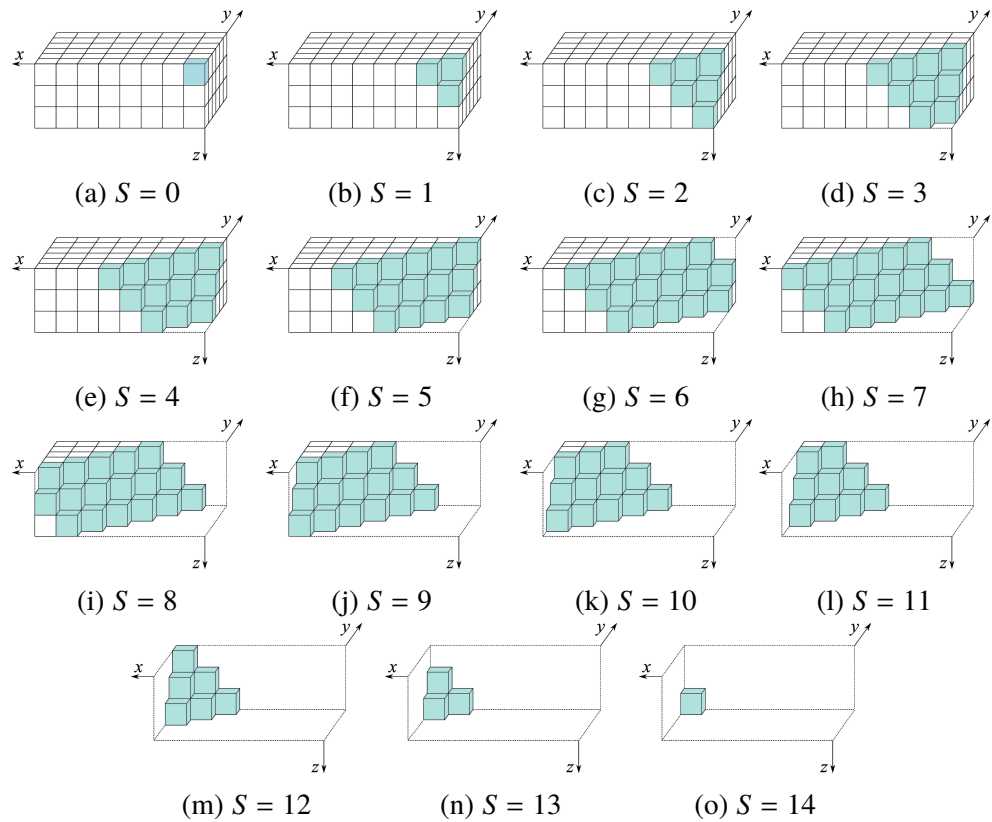 y y y y
x x x x
z z z z
(a) S = 0 (b) S = 1 (c) S = 2 (d) S = 3
y y y y
x x x x
z z z z
(e) S = 4 (f) S = 5 (g) S = 6 (h) S = 7
y y y y
x x x x
z z z z
(i) S = 8 (j) S = 9 (k) S = 10 (l) S = 11
y y y
x x x
z z z
(m) S = 12 (n) S = 13 (o) S = 14